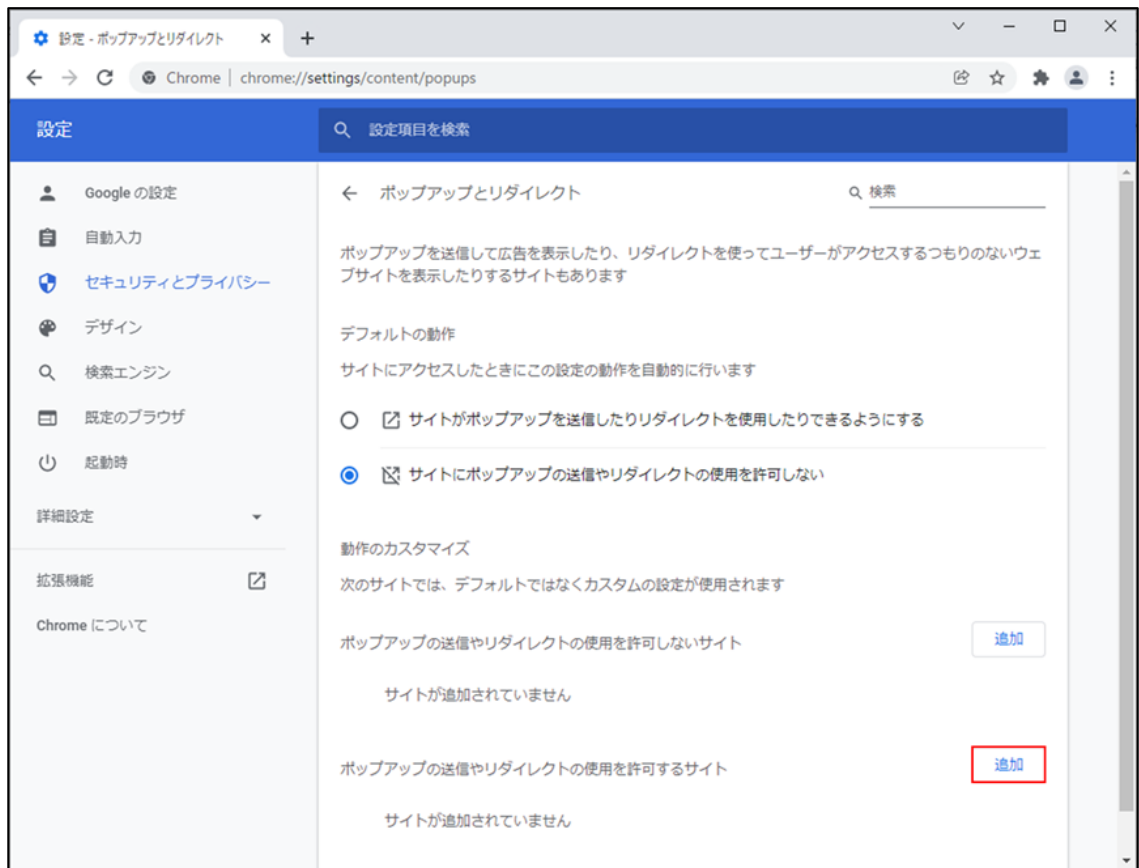 設定 - ポップアップとリダイレクト
Chrome | chrome://settings/content/popups
設定
設定項目を検索
Google の設定
自動入力
セキュリティとプライバシー
デザイン
検索エンジン
既定のブラウザ
起動時
詳細設定
拡張機能
Chrome について
ポップアップとリダイレクト
検索
ポップアップを送信して広告を表示したり、リダイレクトを使ってユーザーがアクセスするつもりのないウェ
ブサイトを表示したりするサイトもあります
デフォルトの動作
サイトにアクセスしたときにこの設定の動作を自動的に行います
サイトがポップアップを送信したりリダイレクトを使用したりできるようにする
サイトにポップアップの送信やリダイレクトの使用を許可しない
動作のカスタマイズ
次のサイトでは、デフォルトではなくカスタムの設定が使用されます
ポップアップの送信やリダイレクトの使用を許可しないサイト
追加
サイトが追加されていません
ポップアップの送信やリダイレクトの使用を許可するサイト
追加
サイトが追加されていません